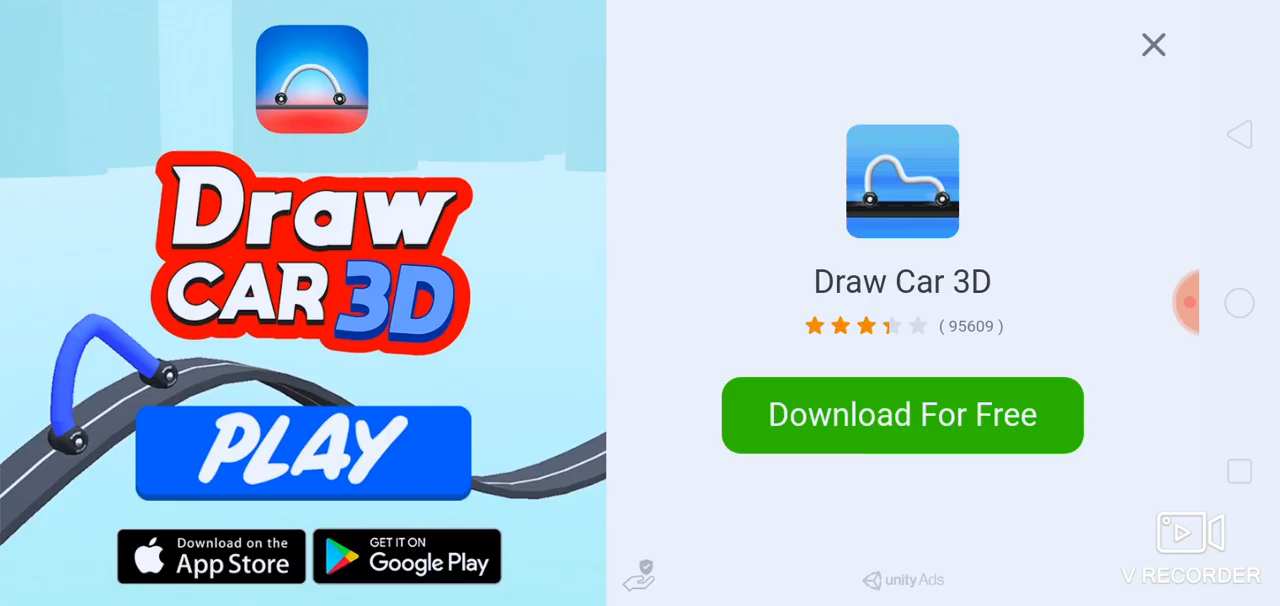 Draw
CAR 3D
PLAY
Download on the
App Store
GET IT ON
Google Play
Draw Car 3D
( 95609 )
Download For Free
unity Ads
V RECORDER